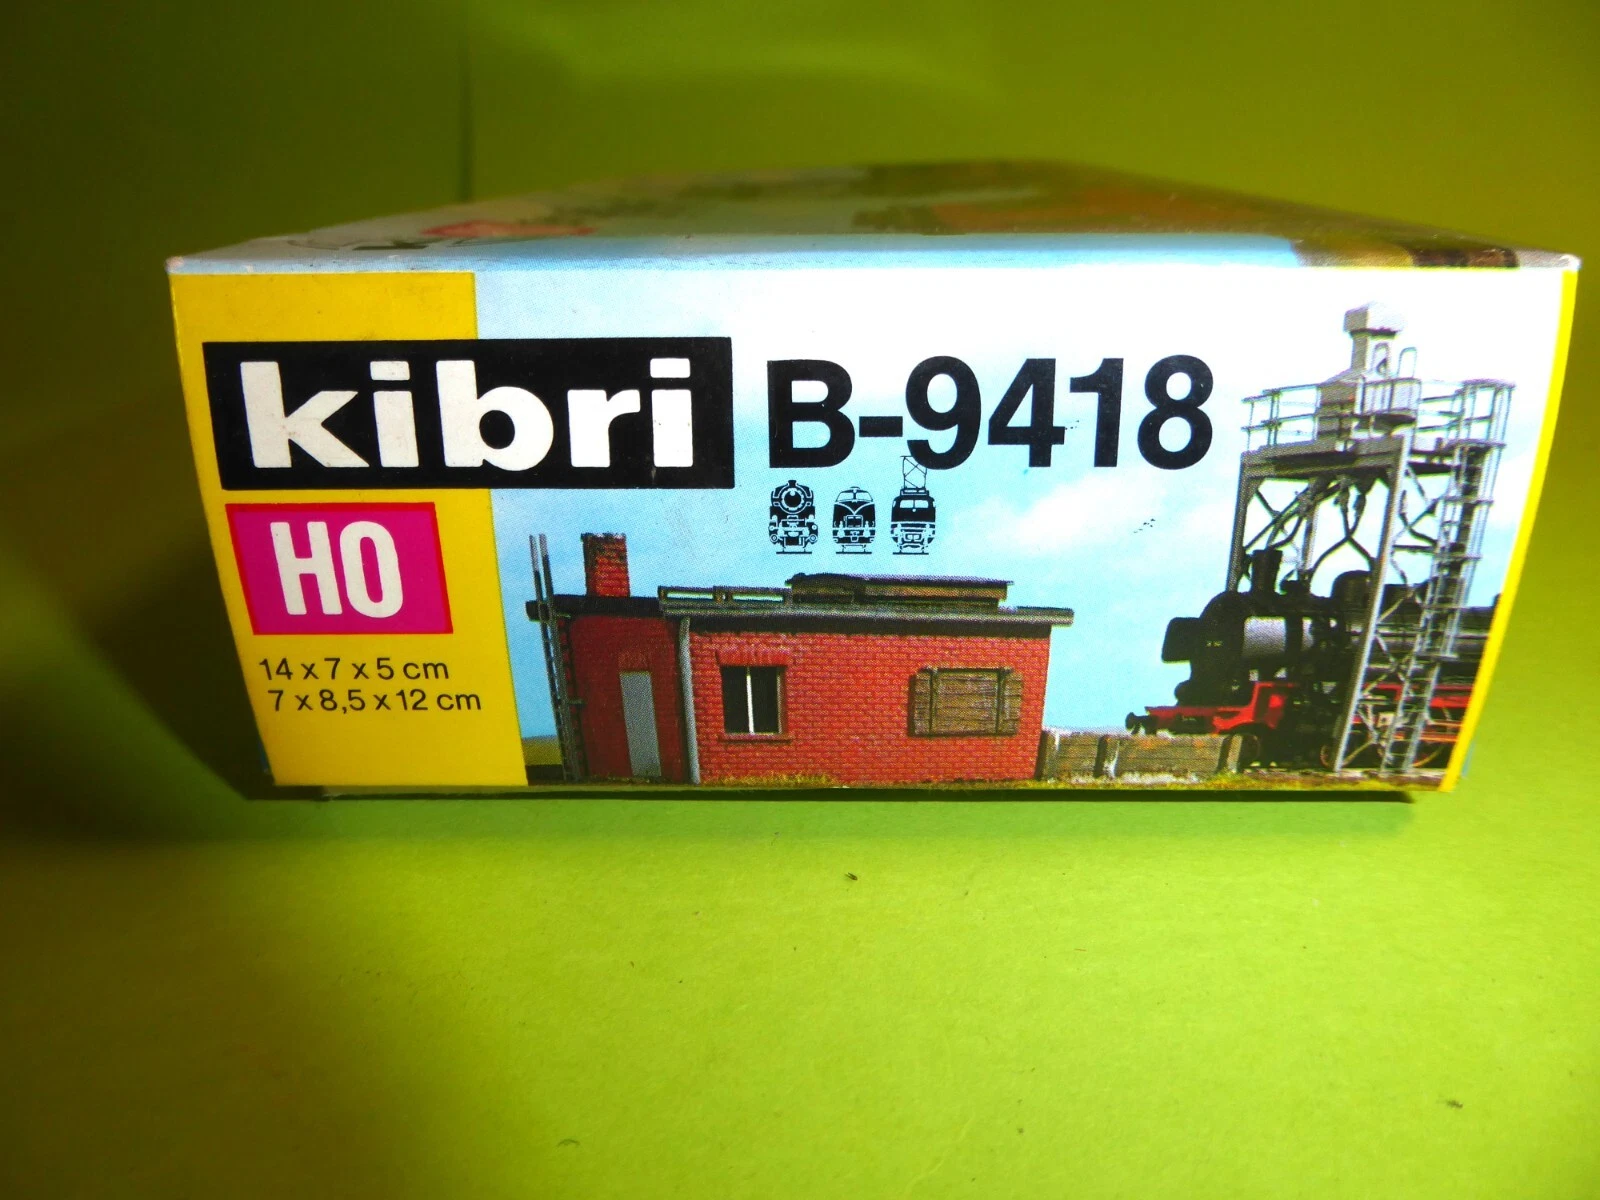 kibri B-9418
HO
14 x 7 x 5 cm
7 x 8,5 x 12 cm